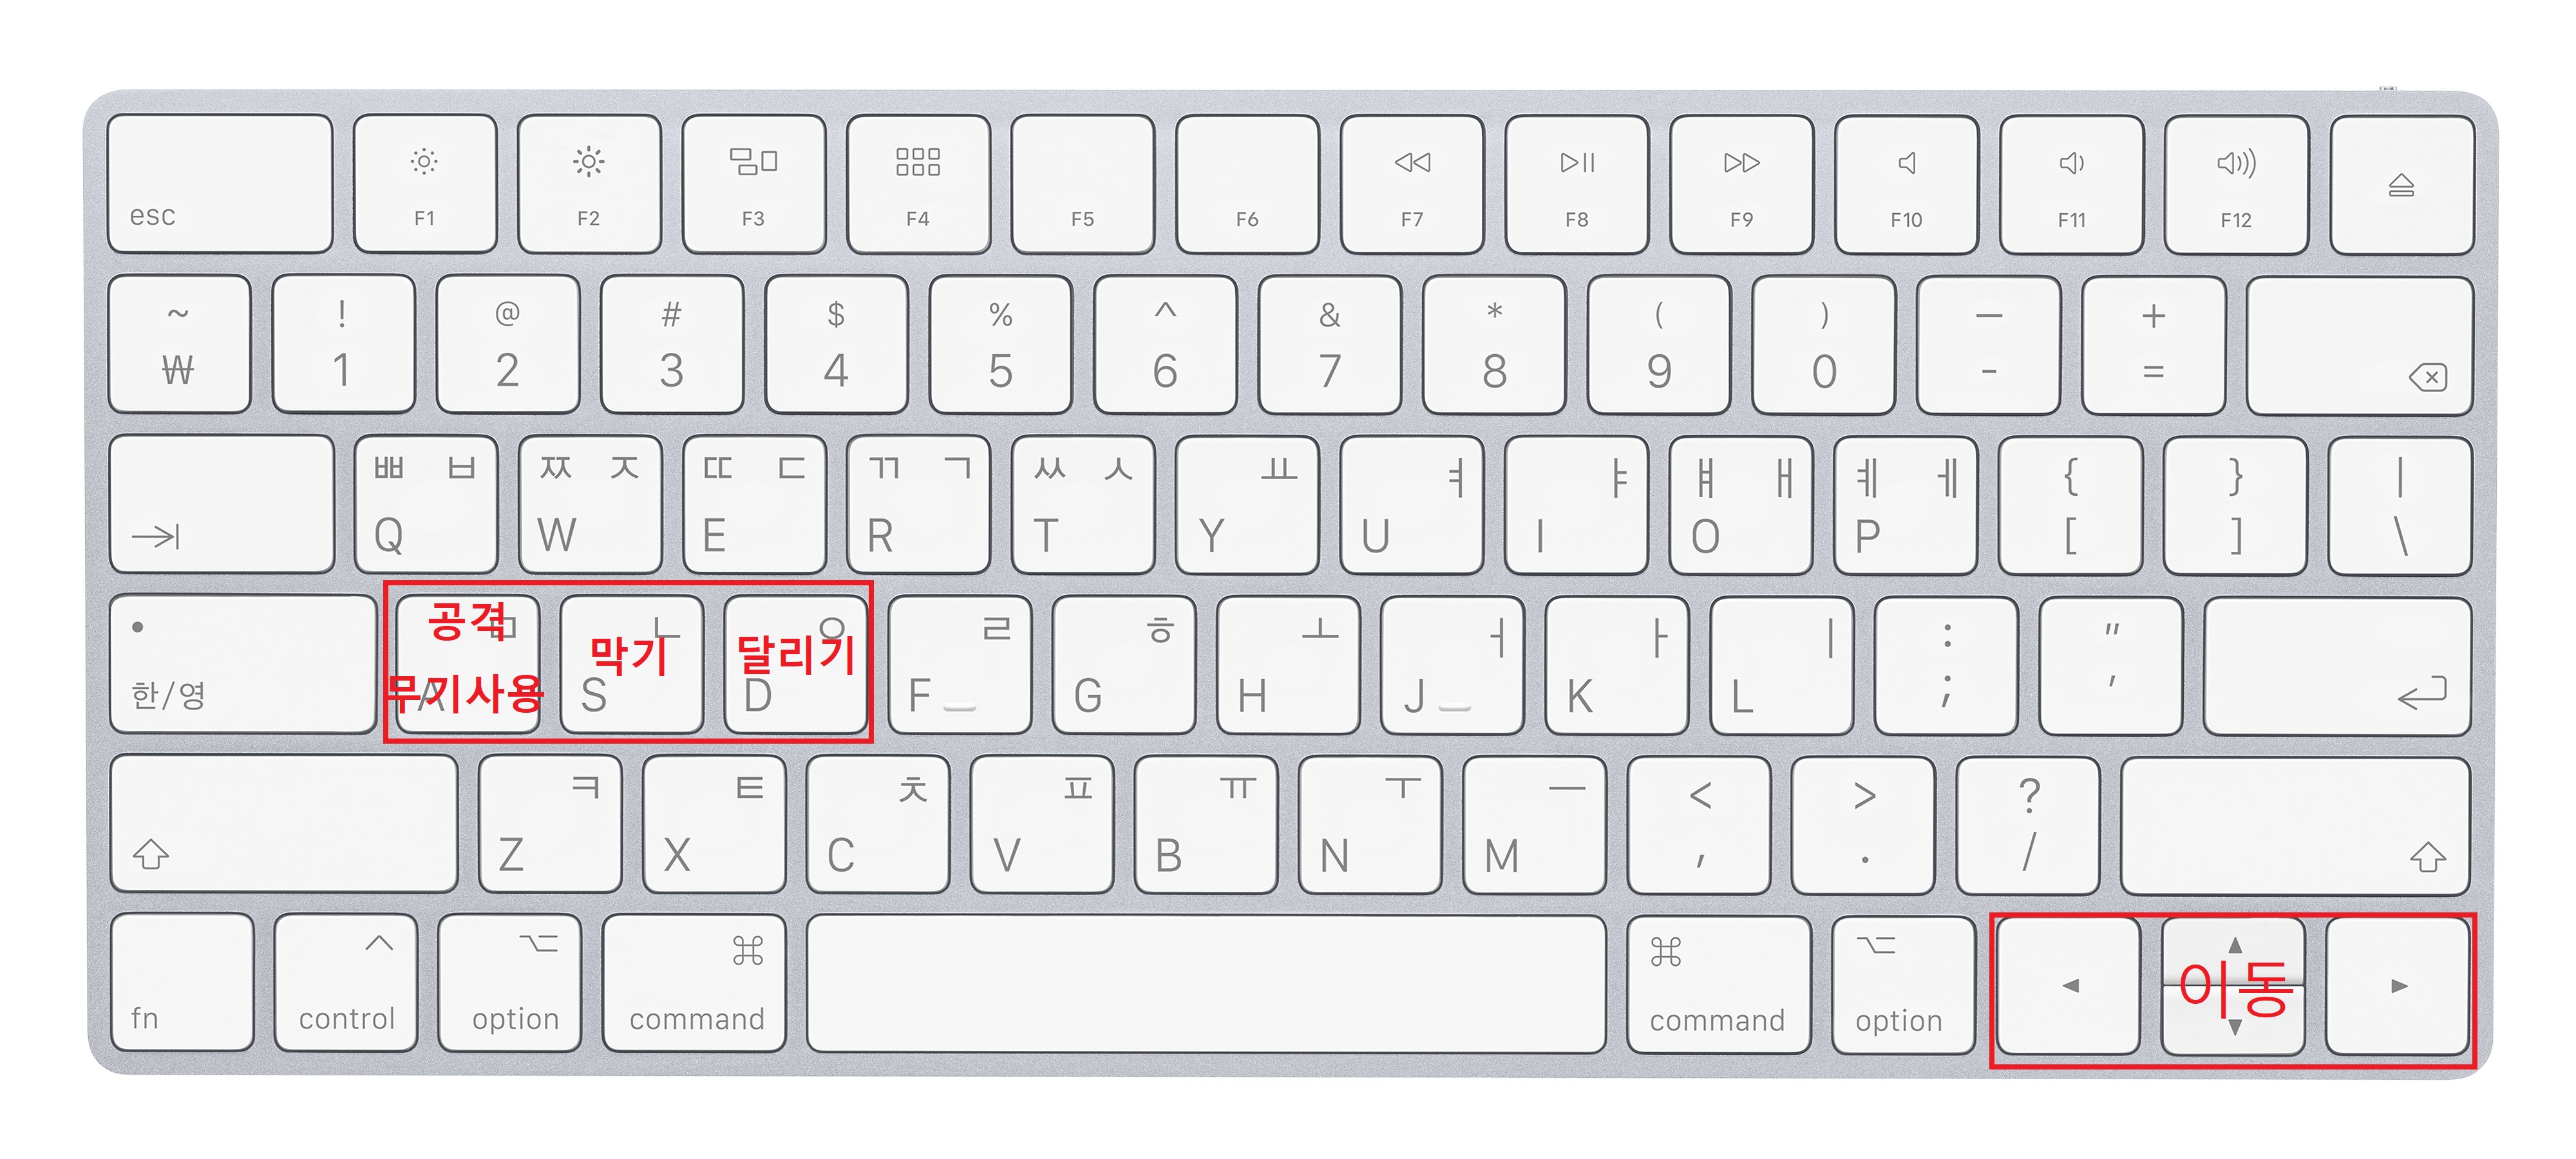 esc F1 F2 F3 F4 F5 F6 F7 F8 F9 F10 F11 F12
~ ! @ # $ % ^ & * ( ) — +
₩ 1 2 3 4 5 6 7 8 9 0 - =
ㅃ ㅂ ㅉ ㅈ ㄸ ㄷ ㄲ ㄱ ㅆ ㅅ ㅛ ㅕ ㅑ ㅒ ㅐ ㅖ ㅔ { } |
Q W E R T Y U I O P [ ] \
공격 ㅁ ㄴ ㅇ ㄹ ㅎ ㅗ ㅓ ㅏ ㅣ : "
막기 달리기
한/영 무기사용 A S D F G H J K L ; '
ㅋ ㅌ ㅊ ㅍ ㅠ ㅜ ㅡ < > ?
Z X C V B N M , . /
이동
fn control option command command option